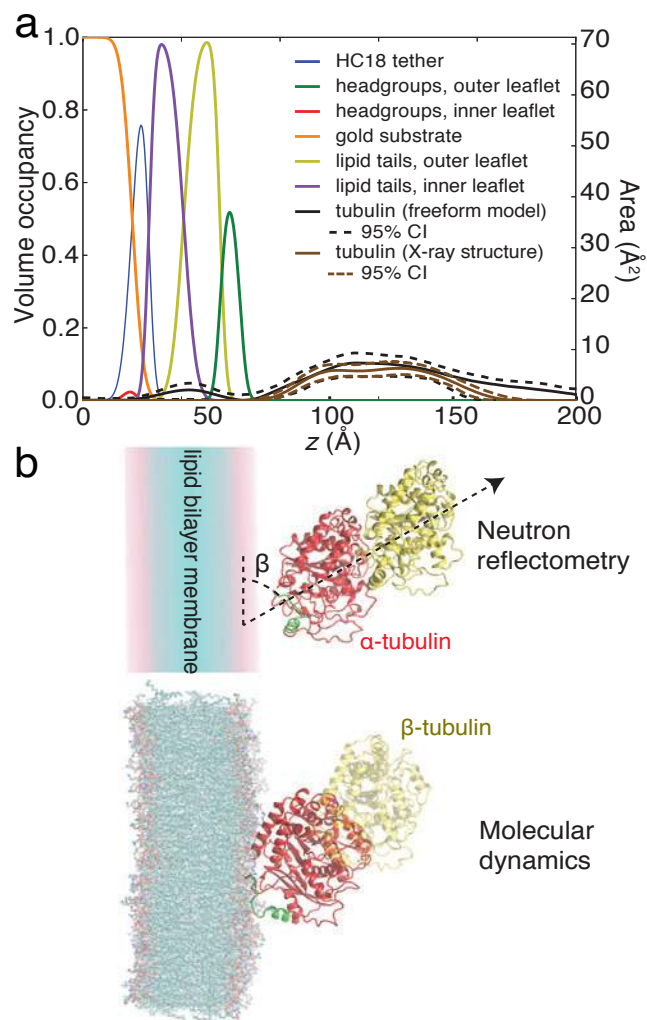 a
1.0
0.8
0.6
0.4
0.2
0.0
Volume occupancy
HC18 tether
headgroups, outer leaflet
headgroups, inner leaflet
gold substrate
lipid tails, outer leaflet
lipid tails, inner leaflet
tubulin (freeform model)
95% CI
tubulin (X-ray structure)
95% CI
70
60
50
40
30
20
10
0
Area (Å²)
0 50 100 150 200
z (Å)
b
lipid bilayer membrane
β
Neutron
reflectometry
α-tubulin
β-tubulin
Molecular
dynamics